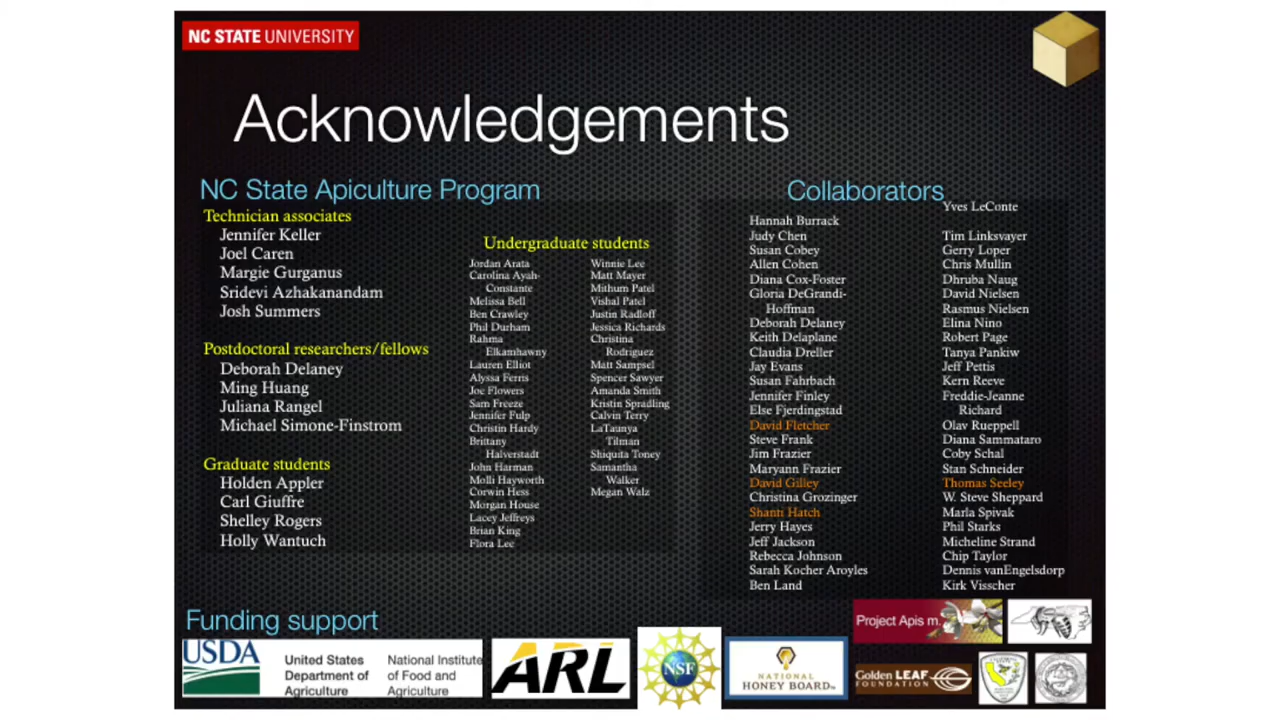 NC STATE UNIVERSITY
Acknowledgements
NC State Apiculture Program
Technician associates
Jennifer Keller
Joel Caren
Margie Gurganus
Sridevi Azhakanandam
Josh Summers
Postdoctoral researchers/fellows
Deborah Delaney
Ming Huang
Juliana Rangel
Michael Simone-Finstrom
Graduate students
Holden Appler
Carl Giuffre
Shelley Rogers
Holly Wantuch
Undergraduate students
Jordan Arata
Carolina Ayah-
Constante
Melissa Bell
Ben Crawley
Phil Durham
Rahma
Elkamhawny
Lauren Elliot
Alyssa Ferris
Joe Flowers
Sam Freeze
Jennifer Fulp
Christin Hardy
Brittany
Halverstadt
John Harman
Molli Hayworth
Corwin Hess
Morgan House
Lacey Jeffreys
Brian King
Flora Lee
Winnie Lee
Matt Mayer
Mithum Patel
Vishal Patel
Justin Radloff
Jessica Richards
Christina
Rodriguez
Matt Sampsel
Spencer Sawyer
Amanda Smith
Kristin Spradling
Calvin Terry
LaTaunya
Tilman
Shiquita Toney
Samantha
Walker
Megan Walz
Collaborators
Hannah Burrack
Judy Chen
Susan Cobey
Allen Cohen
Diana Cox-Foster
Gloria DeGrandi-
Hoffman
Deborah Delaney
Keith Delaplane
Claudia Dreller
Jay Evans
Susan Fahrbach
Jennifer Finley
Else Fjerdingstad
David Fletcher
Steve Frank
Jim Frazier
Maryann Frazier
David Gilley
Christina Grozinger
Shanti Hatch
Jerry Hayes
Jeff Jackson
Rebecca Johnson
Sarah Kocher Aroyles
Ben Land
Yves LeConte
Tim Linksvayer
Gerry Loper
Chris Mullin
Dhruba Naug
David Nielsen
Rasmus Nielsen
Elina Nino
Robert Page
Tanya Pankiw
Jeff Pettis
Kern Reeve
Freddie-Jeanne
Richard
Olav Rueppell
Diana Sammataro
Coby Schal
Stan Schneider
Thomas Seeley
W. Steve Sheppard
Marla Spivak
Phil Starks
Micheline Strand
Chip Taylor
Dennis vanEngelsdorp
Kirk Visscher
Funding support
USDA
United States
Department of
Agriculture
National Institute
of Food and
Agriculture
ARL
NSF
NATIONAL
HONEY BOARD
Project Apis m.
Golden LEAF
FOUNDATION